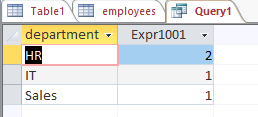 Table1 employees Query1
department Expr1001
HR 2
IT 1
Sales 1